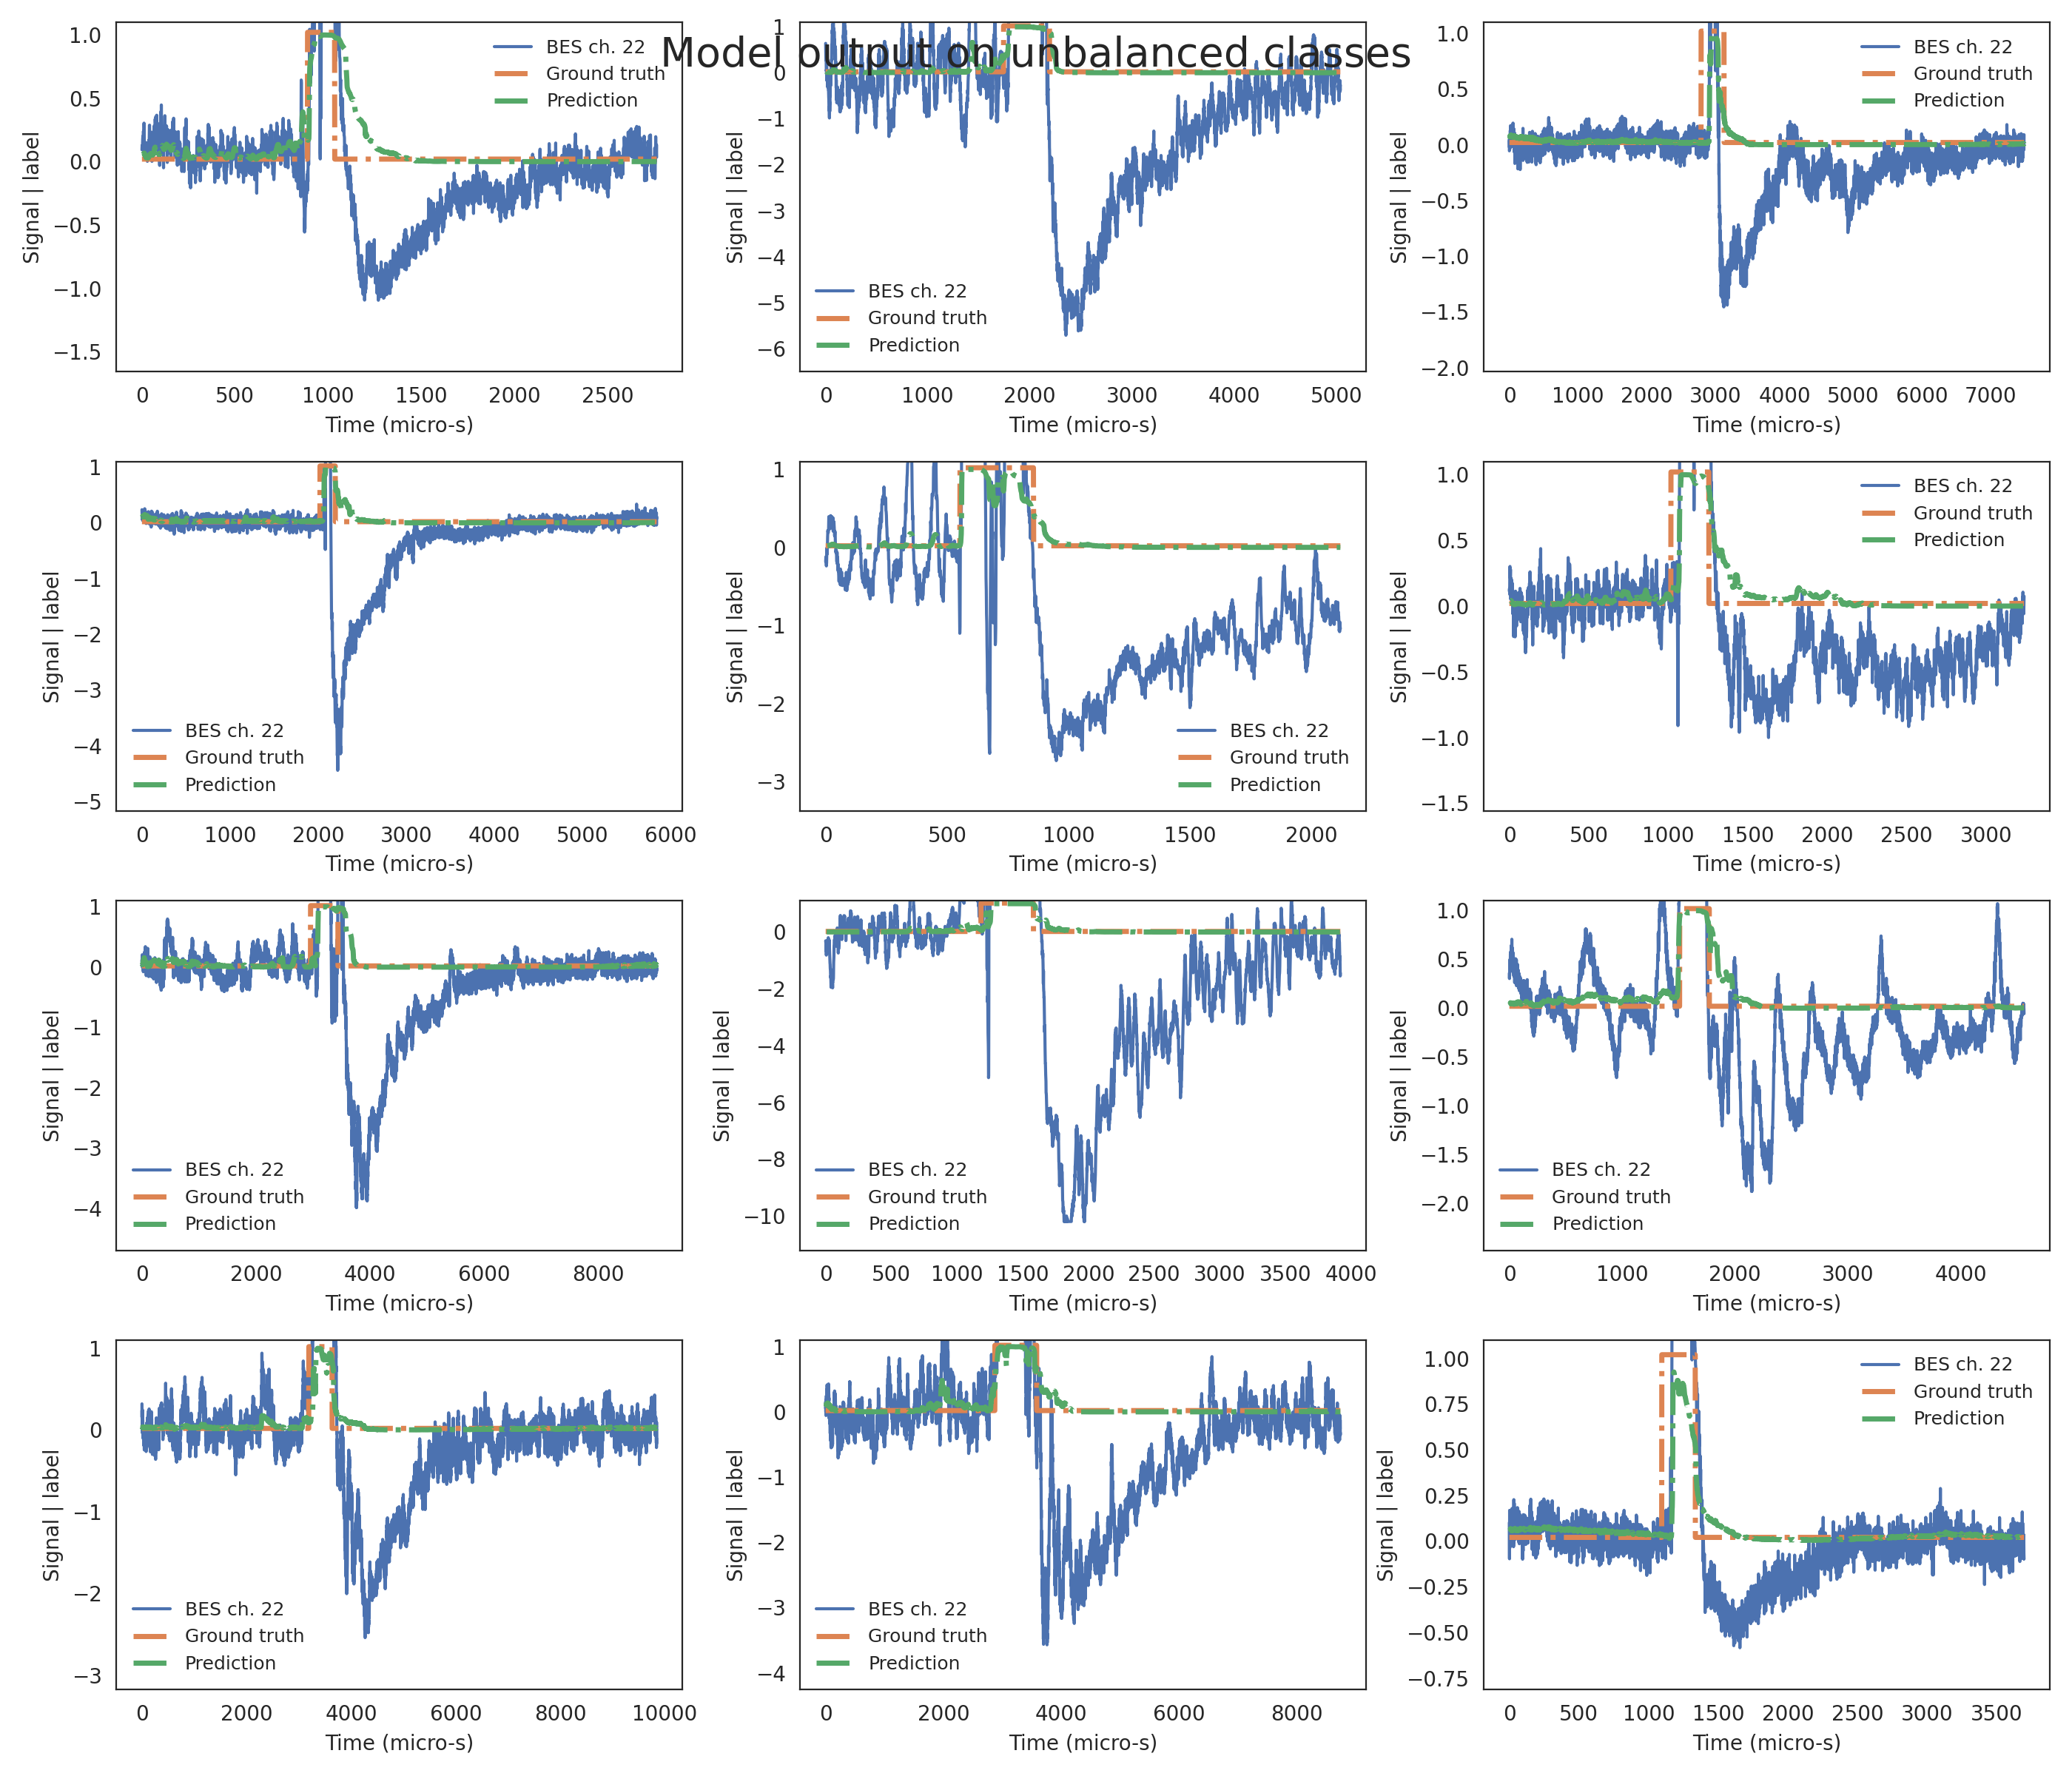 Model output on unbalanced classes
1.0
0.5
0.0
−0.5
−1.0
−1.5
Signal | label
BES ch. 22
Ground truth
Prediction
0 500 1000 1500 2000 2500
Time (micro-s)
1
0
−1
−2
−3
−4
−5
−6
Signal | label
BES ch. 22
Ground truth
Prediction
0 1000 2000 3000 4000 5000
Time (micro-s)
1.0
0.5
0.0
−0.5
−1.0
−1.5
−2.0
Signal | label
BES ch. 22
Ground truth
Prediction
0 1000 2000 3000 4000 5000 6000 7000
Time (micro-s)
1
0
−1
−2
−3
−4
−5
Signal | label
BES ch. 22
Ground truth
Prediction
0 1000 2000 3000 4000 5000 6000
Time (micro-s)
1
0
−1
−2
−3
Signal | label
BES ch. 22
Ground truth
Prediction
0 500 1000 1500 2000
Time (micro-s)
1.0
0.5
0.0
−0.5
−1.0
−1.5
Signal | label
BES ch. 22
Ground truth
Prediction
0 500 1000 1500 2000 2500 3000
Time (micro-s)
1
0
−1
−2
−3
−4
Signal | label
BES ch. 22
Ground truth
Prediction
0 2000 4000 6000 8000
Time (micro-s)
0
−2
−4
−6
−8
−10
Signal | label
BES ch. 22
Ground truth
Prediction
0 500 1000 1500 2000 2500 3000 3500 4000
Time (micro-s)
1.0
0.5
0.0
−0.5
−1.0
−1.5
−2.0
Signal | label
BES ch. 22
Ground truth
Prediction
0 1000 2000 3000 4000
Time (micro-s)
1
0
−1
−2
−3
Signal | label
BES ch. 22
Ground truth
Prediction
0 2000 4000 6000 8000 10000
Time (micro-s)
1
0
−1
−2
−3
−4
Signal | label
BES ch. 22
Ground truth
Prediction
0 2000 4000 6000 8000
Time (micro-s)
1.00
0.75
0.50
0.25
0.00
−0.25
−0.50
−0.75
Signal | label
BES ch. 22
Ground truth
Prediction
0 500 1000 1500 2000 2500 3000 3500
Time (micro-s)